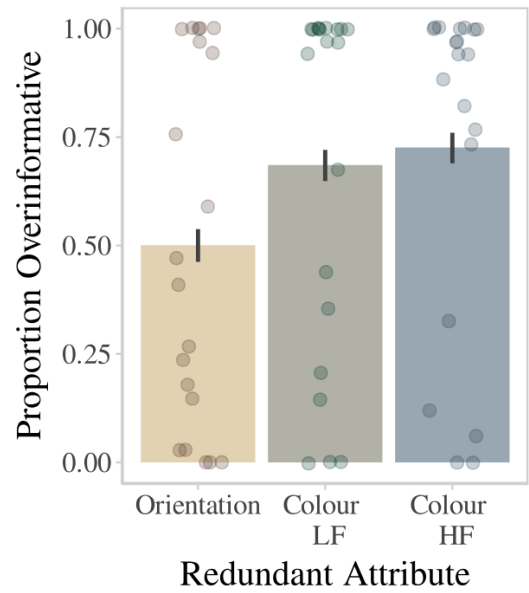 Proportion Overinformative
1.00
0.75
0.50
0.25
0.00
Orientation
Colour
LF
Colour
HF
Redundant Attribute